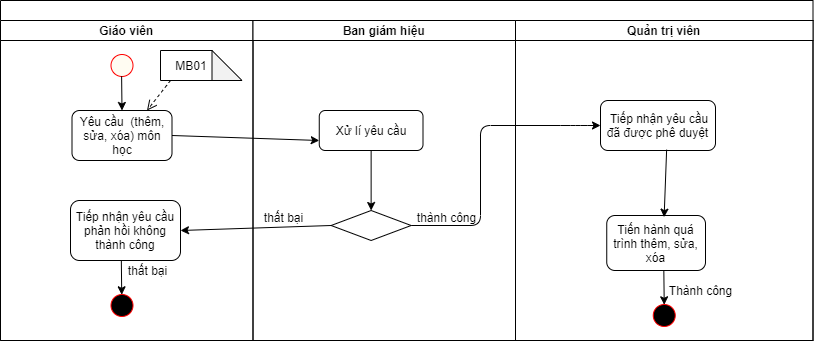 Giáo viên
Ban giám hiệu
Quản trị viên
MB01
Yêu cầu (thêm,
sửa, xóa) môn
học
Xử lí yêu cầu
Tiếp nhận yêu cầu
đã được phê duyệt
thất bại
thành công
Tiếp nhận yêu cầu
phản hồi không
thành công
Tiến hành quá
trình thêm, sửa,
xóa
thất bại
Thành công